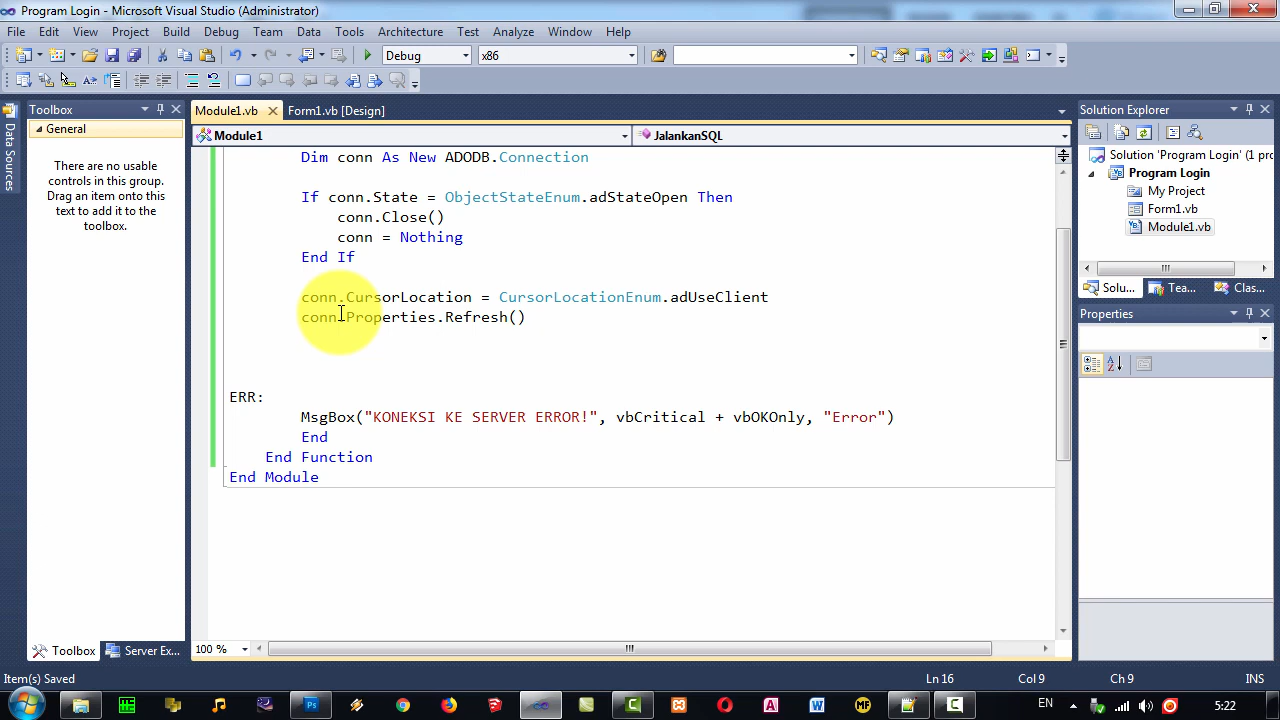 Program Login - Microsoft Visual Studio (Administrator)
File Edit View Project Build Debug Team Data Tools Architecture Test Analyze Window Help
Debug x86
Toolbox
Module1.vb Form1.vb [Design]
Solution Explorer
General
Module1 JalankanSQL
There are no usable
controls in this group.
Drag an item onto this
text to add it to the
toolbox.
Data Sources
Dim conn As New ADODB.Connection
If conn.State = ObjectStateEnum.adStateOpen Then
conn.Close()
conn = Nothing
End If
conn.CursorLocation = CursorLocationEnum.adUseClient
conn.Properties.Refresh()
ERR:
MsgBox("KONEKSI KE SERVER ERROR!", vbCritical + vbOKOnly, "Error")
End
End Function
End Module
Solution 'Program Login' (1 proj
Program Login
My Project
Form1.vb
Module1.vb
Solu... Tea... Clas...
Properties
100 %
Toolbox Server Ex...
Item(s) Saved Ln 16 Col 9 Ch 9 INS
EN 5:22